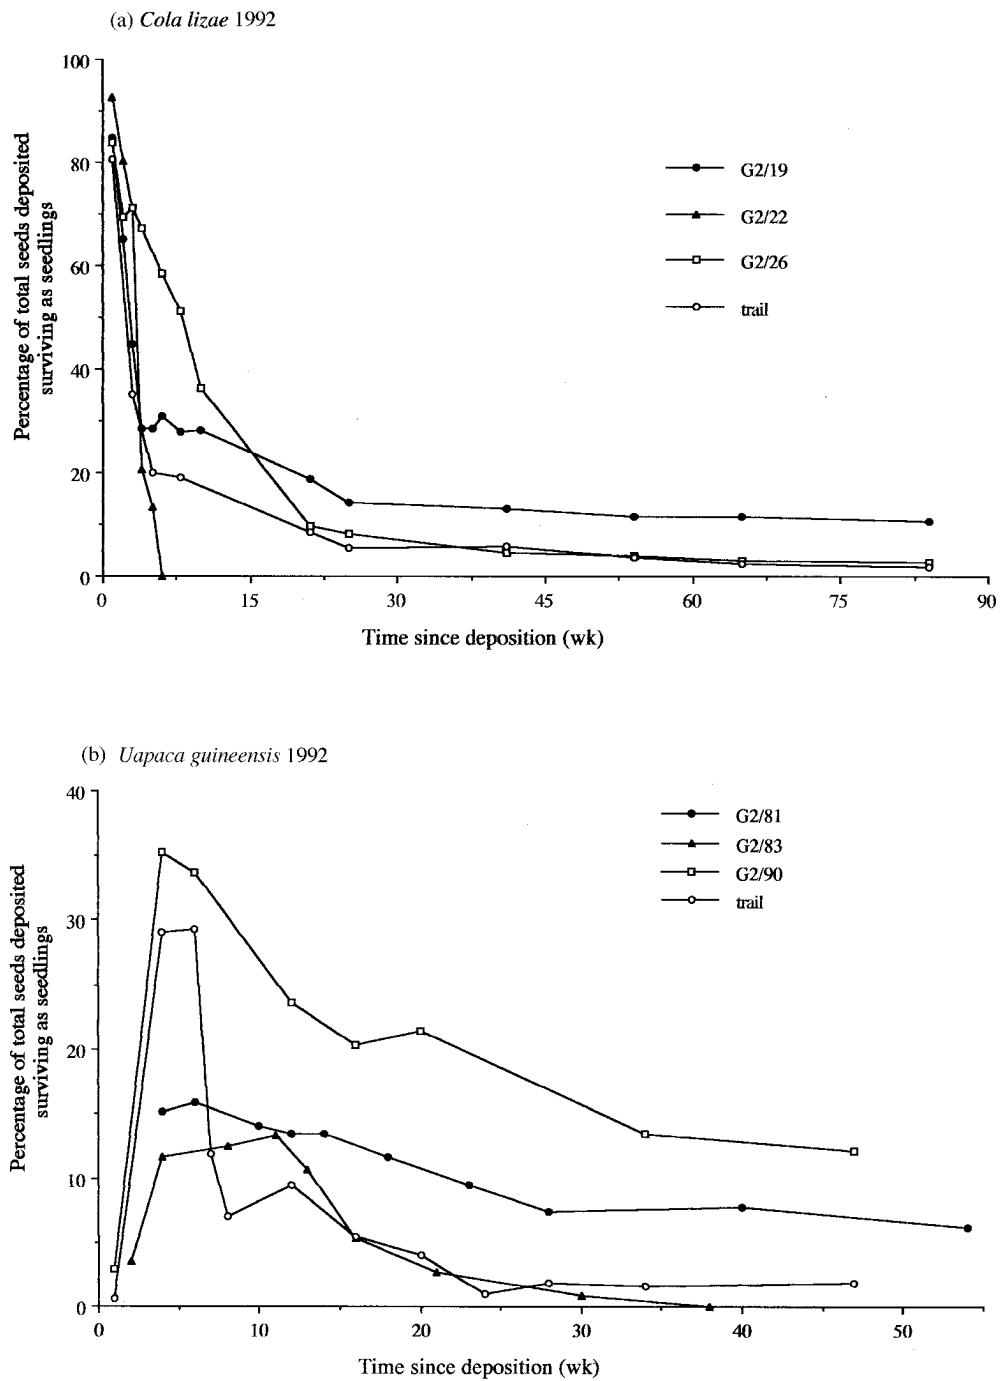 (a) Cola lizae 1992
100
80
60
40
20
0
Percentage of total seeds deposited
surviving as seedlings
G2/19
G2/22
G2/26
trail
0 15 30 45 60 75 90
Time since deposition (wk)
(b) Uapaca guineensis 1992
40
30
20
10
0
Percentage of total seeds deposited
surviving as seedlings
G2/81
G2/83
G2/90
trail
0 10 20 30 40 50
Time since deposition (wk)